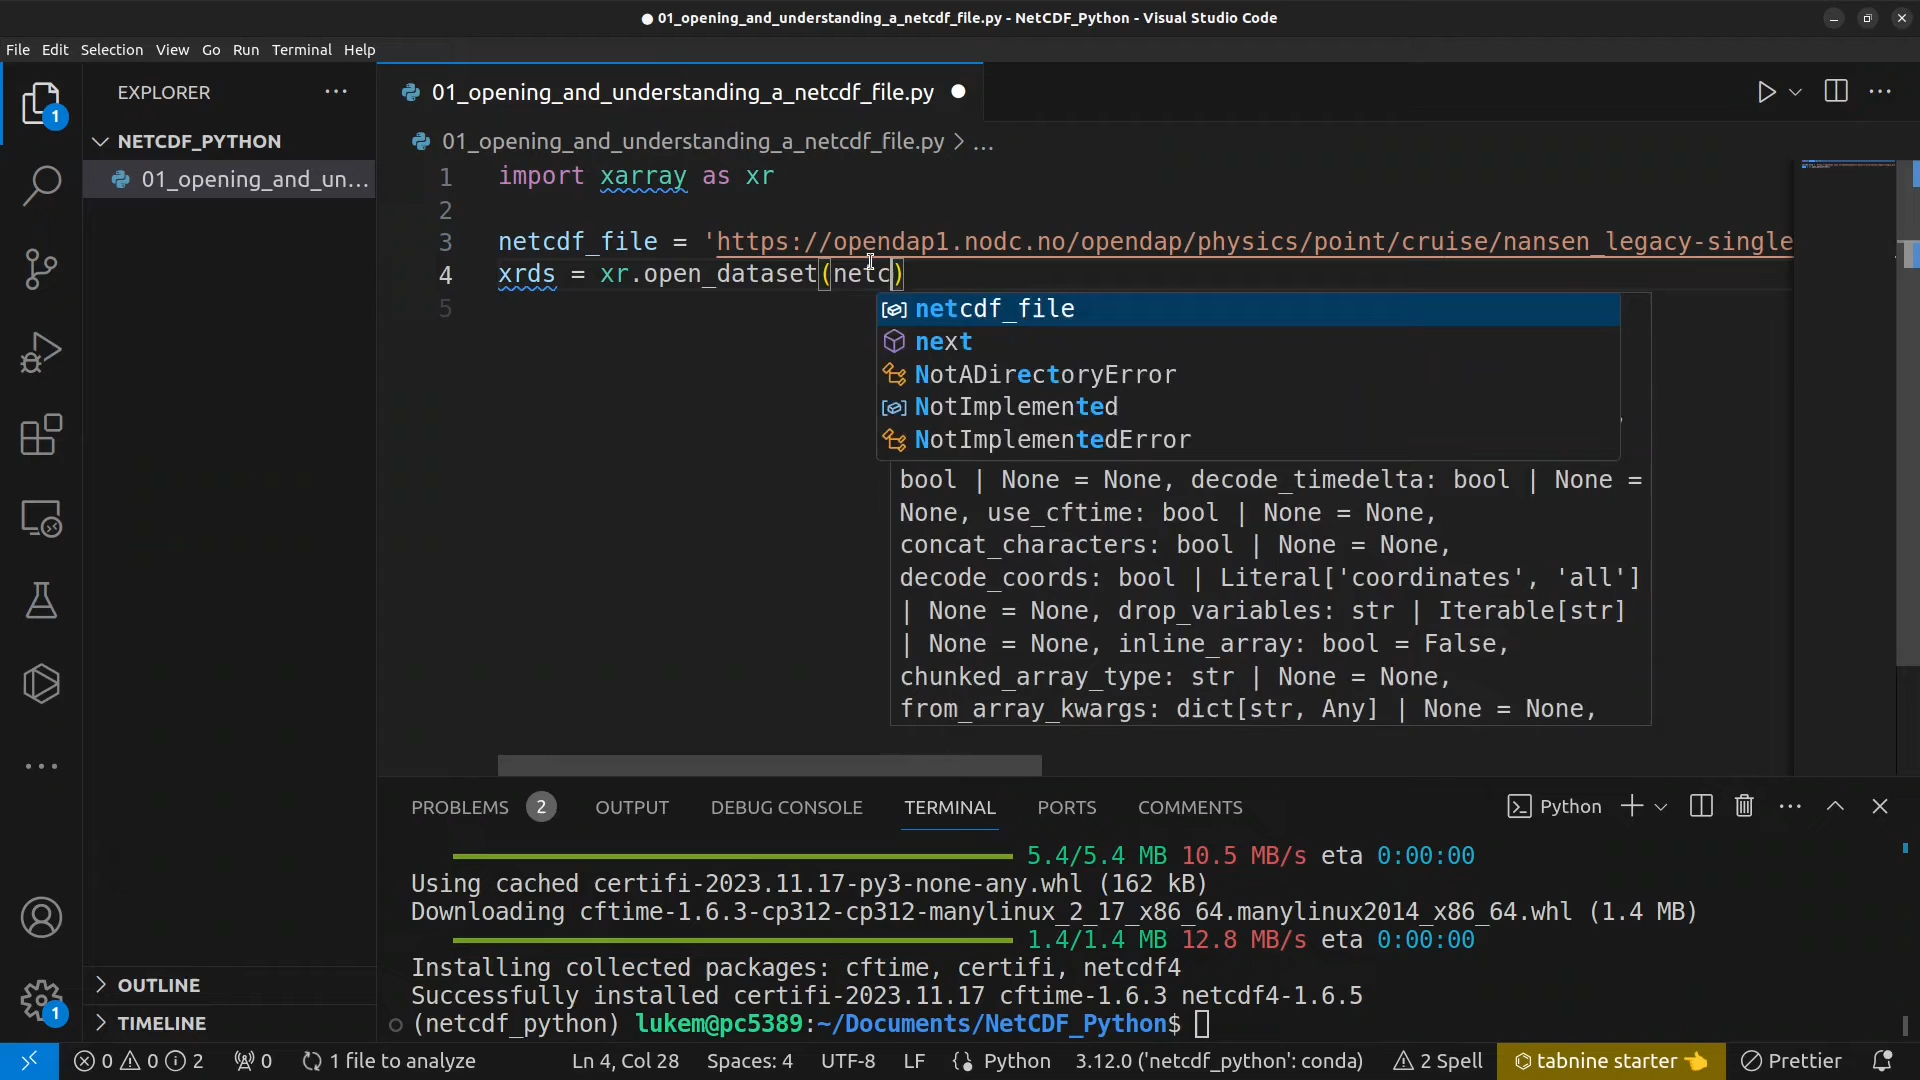 ● 01_opening_and_understanding_a_netcdf_file.py - NetCDF_Python - Visual Studio Code
File Edit Selection View Go Run Terminal Help
1
EXPLORER
NETCDF_PYTHON
01_opening_and_un...
01_opening_and_understanding_a_netcdf_file.py
01_opening_and_understanding_a_netcdf_file.py > ...
1 import xarray as xr
2
3 netcdf_file = 'https://opendap1.nodc.no/opendap/physics/point/cruise/nansen_legacy-single
4 xrds = xr.open_dataset(netc)
5
netcdf_file
next
NotADirectoryError
NotImplemented
NotImplementedError
bool | None = None, decode_timedelta: bool | None =
None, use_cftime: bool | None = None,
concat_characters: bool | None = None,
decode_coords: bool | Literal['coordinates', 'all']
| None = None, drop_variables: str | Iterable[str]
| None = None, inline_array: bool = False,
chunked_array_type: str | None = None,
from_array_kwargs: dict[str, Any] | None = None,
PROBLEMS 2 OUTPUT DEBUG CONSOLE TERMINAL PORTS COMMENTS Python
5.4/5.4 MB 10.5 MB/s eta 0:00:00
Using cached certifi-2023.11.17-py3-none-any.whl (162 kB)
Downloading cftime-1.6.3-cp312-cp312-manylinux_2_17_x86_64.manylinux2014_x86_64.whl (1.4 MB)
1.4/1.4 MB 12.8 MB/s eta 0:00:00
Installing collected packages: cftime, certifi, netcdf4
Successfully installed certifi-2023.11.17 cftime-1.6.3 netcdf4-1.6.5
(netcdf_python) lukem@pc5389:~/Documents/NetCDF_Python$
OUTLINE
TIMELINE
1
0 0 2 0 1 file to analyze Ln 4, Col 28 Spaces: 4 UTF-8 LF {} Python 3.12.0 ('netcdf_python': conda) 2 Spell tabnine starter 👈 Prettier